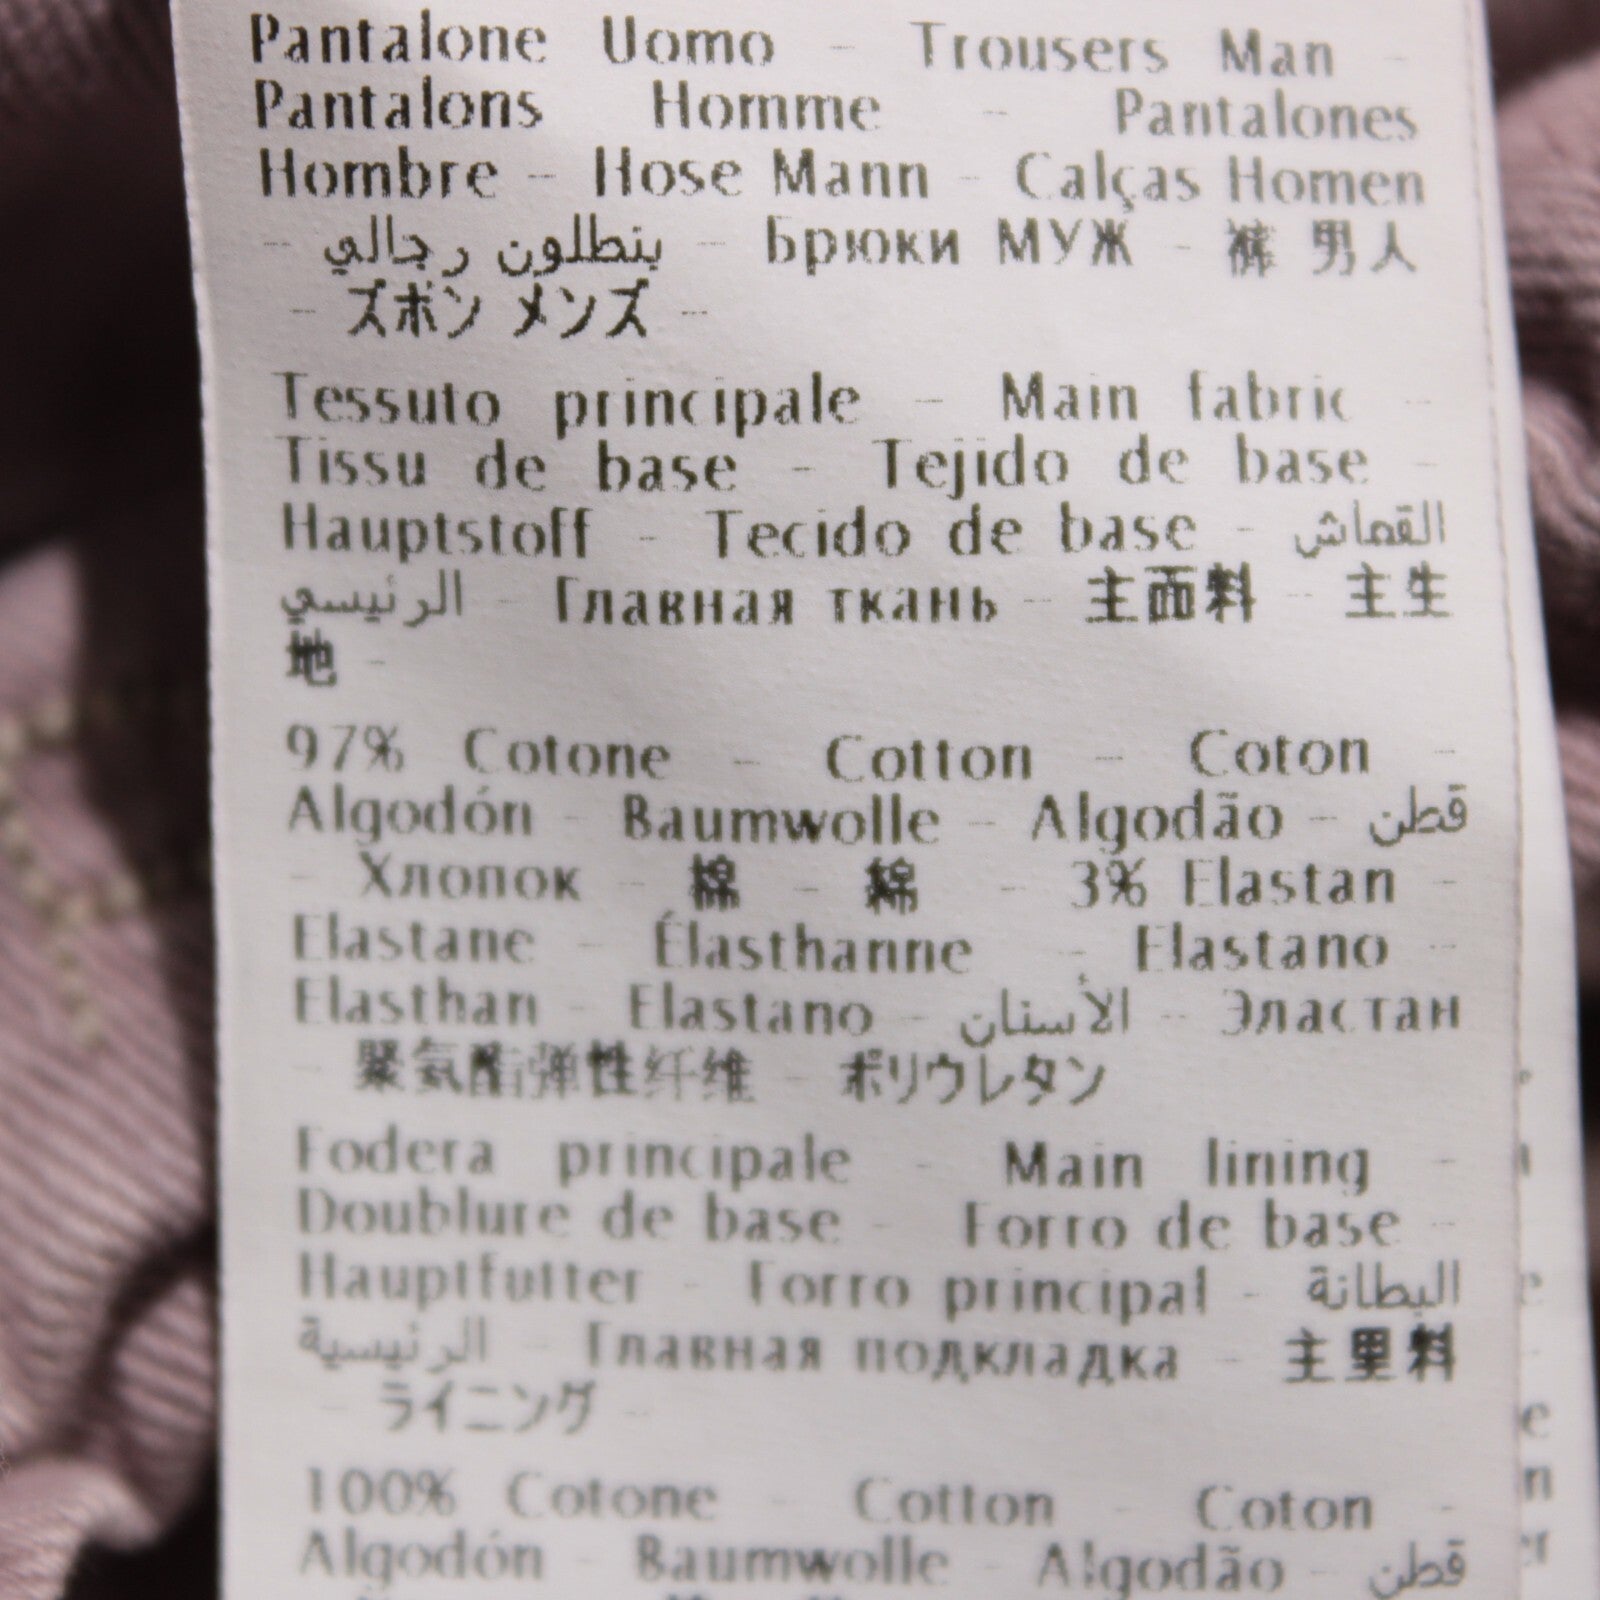 Pantalone Uomo - Trousers Man -
Pantalons Homme - Pantalones
Hombre - Hose Mann - Calças Homen
- بنطلون رجالي - Брюки МУЖ - 裤 男人
- ズボン メンズ -
Tessuto principale - Main fabric -
Tissu de base - Tejido de base -
Hauptstoff - Tecido de base - القماش
الرئيسي - Главная ткань - 主面料 - 主生
地 -
97% Cotone - Cotton - Coton -
Algodón - Baumwolle - Algodão - قطن
- Хлопок - 棉 - 綿 - 3% Elastan -
Elastane - Élasthanne - Elastano -
Elasthan - Elastano - الأستان - Эластан
- 聚氨酯弹性纤维 - ポリウレタン
Fodera principale - Main lining -
Doublure de base - Forro de base -
Hauptfutter - Forro principal - البطانة
الرئيسية - Главная подкладка - 主里料
- ライニング -
100% Cotone - Cotton - Coton -
Algodón - Baumwolle - Algodão - قطن